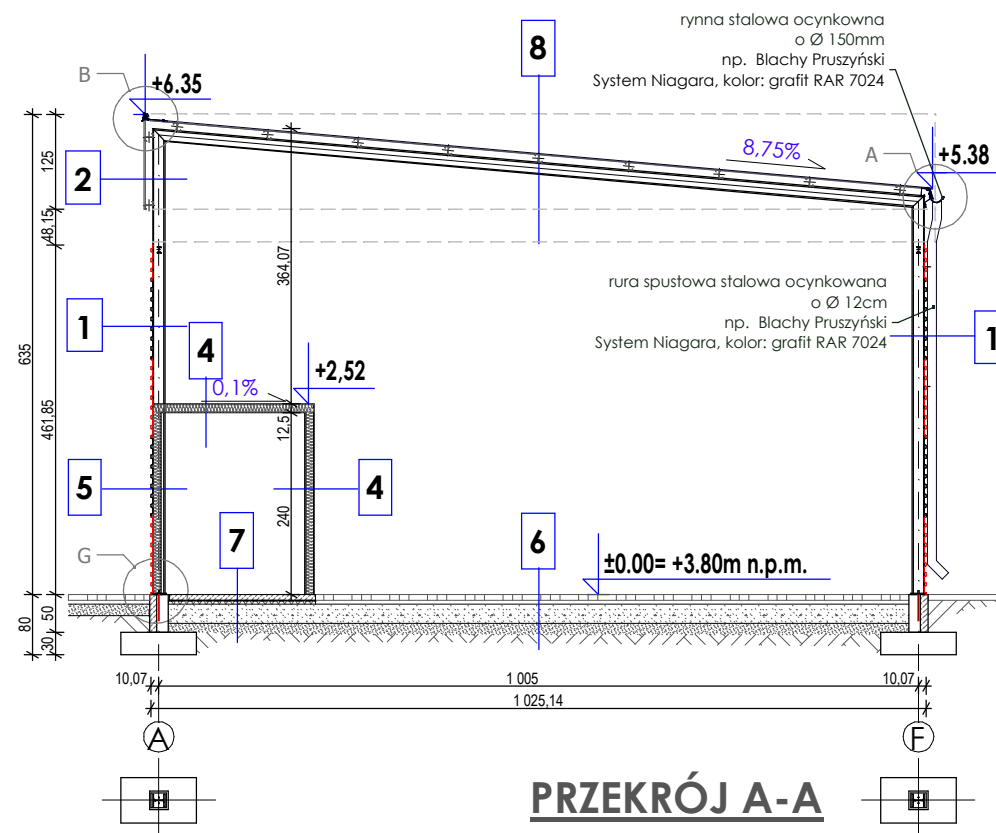 rynna stalowa ocynkowna
o Ø 150mm
np. Blachy Pruszyński
System Niagara, kolor: grafit RAR 7024
8
B
+6.35
8,75%
A
+5.38
125
2
48,15
364,07
rura spustowa stalowa ocynkowana
o Ø 12cm
np. Blachy Pruszyński
System Niagara, kolor: grafit RAR 7024
1
1
4
635
461,85
+2,52
0,1%
12,5
5
4
240
7
6
G
±0.00= +3.80m n.p.m.
80
50
30
10,07
1 005
10,07
1 025,14
A
F
PRZEKRÓJ A-A